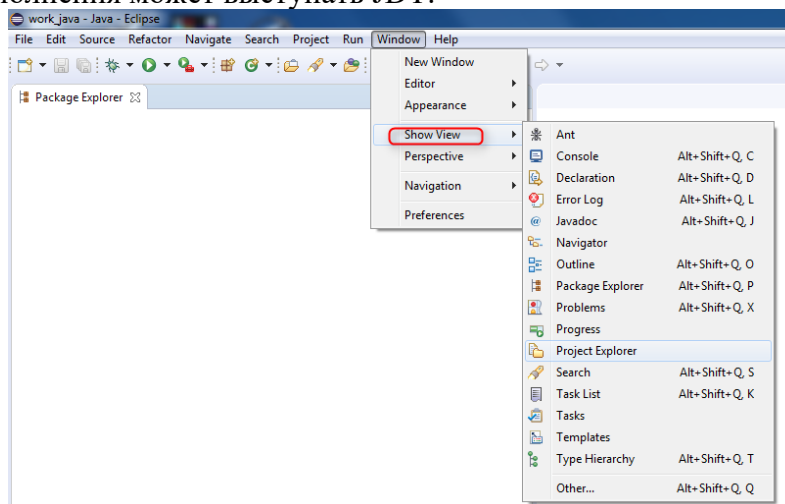 может выступать JDT.
work_java - Java - Eclipse
File Edit Source Refactor Navigate Search Project Run Window Help
Package Explorer
New Window
Editor
Appearance
Show View
Perspective
Navigation
Preferences
Ant
Console Alt+Shift+Q, C
Declaration Alt+Shift+Q, D
Error Log Alt+Shift+Q, L
Javadoc Alt+Shift+Q, J
Navigator
Outline Alt+Shift+Q, O
Package Explorer Alt+Shift+Q, P
Problems Alt+Shift+Q, X
Progress
Project Explorer
Search Alt+Shift+Q, S
Task List Alt+Shift+Q, K
Tasks
Templates
Type Hierarchy Alt+Shift+Q, T
Other... Alt+Shift+Q, Q